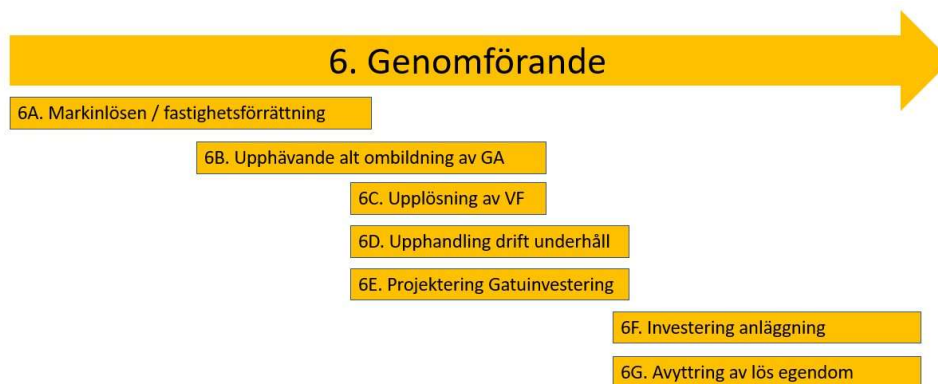 6. Genomförande
6A. Markinlösen / fastighetsförrättning
6B. Upphävande alt ombildning av GA
6C. Upplösning av VF
6D. Upphandling drift underhåll
6E. Projektering Gatuinvestering
6F. Investering anläggning
6G. Avyttring av lös egendom